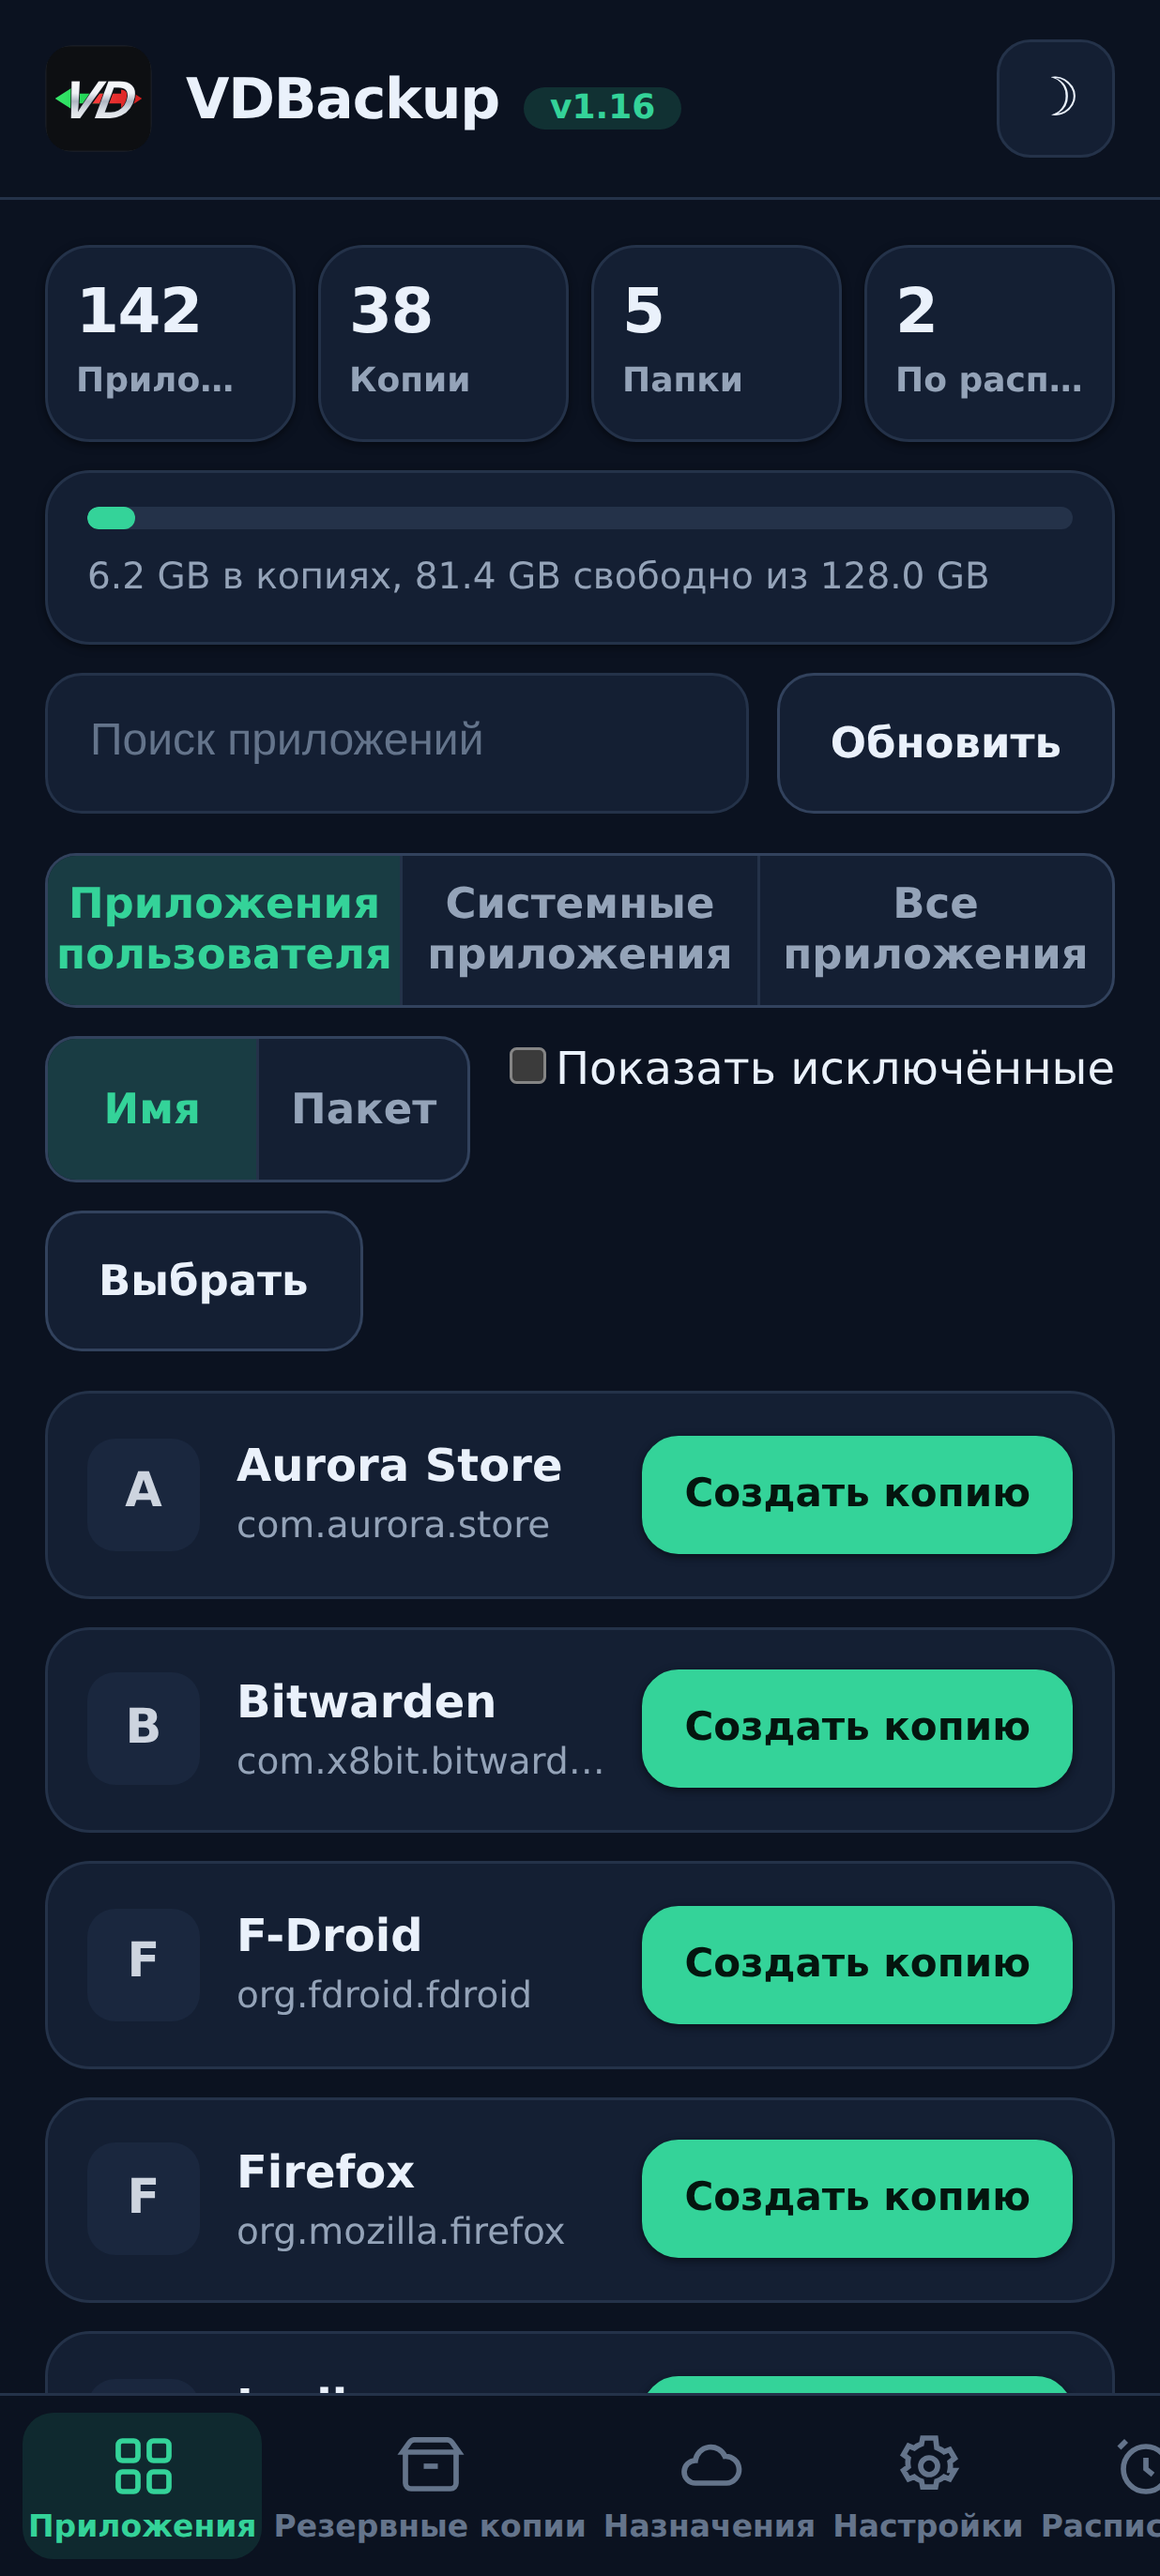 VD
VDBackup v1.16
142
Прило...
38
Копии
5
Папки
2
По расп...
6.2 GB в копиях, 81.4 GB свободно из 128.0 GB
Поиск приложений
Обновить
Приложения
пользователя
Системные
приложения
Все
приложения
Имя
Пакет
Показать исключённые
Выбрать
A
Aurora Store
com.aurora.store
Создать копию
B
Bitwarden
com.x8bit.bitward...
Создать копию
F
F-Droid
org.fdroid.fdroid
Создать копию
F
Firefox
org.mozilla.firefox
Создать копию
Приложения
Резервные копии
Назначения
Настройки
Распис